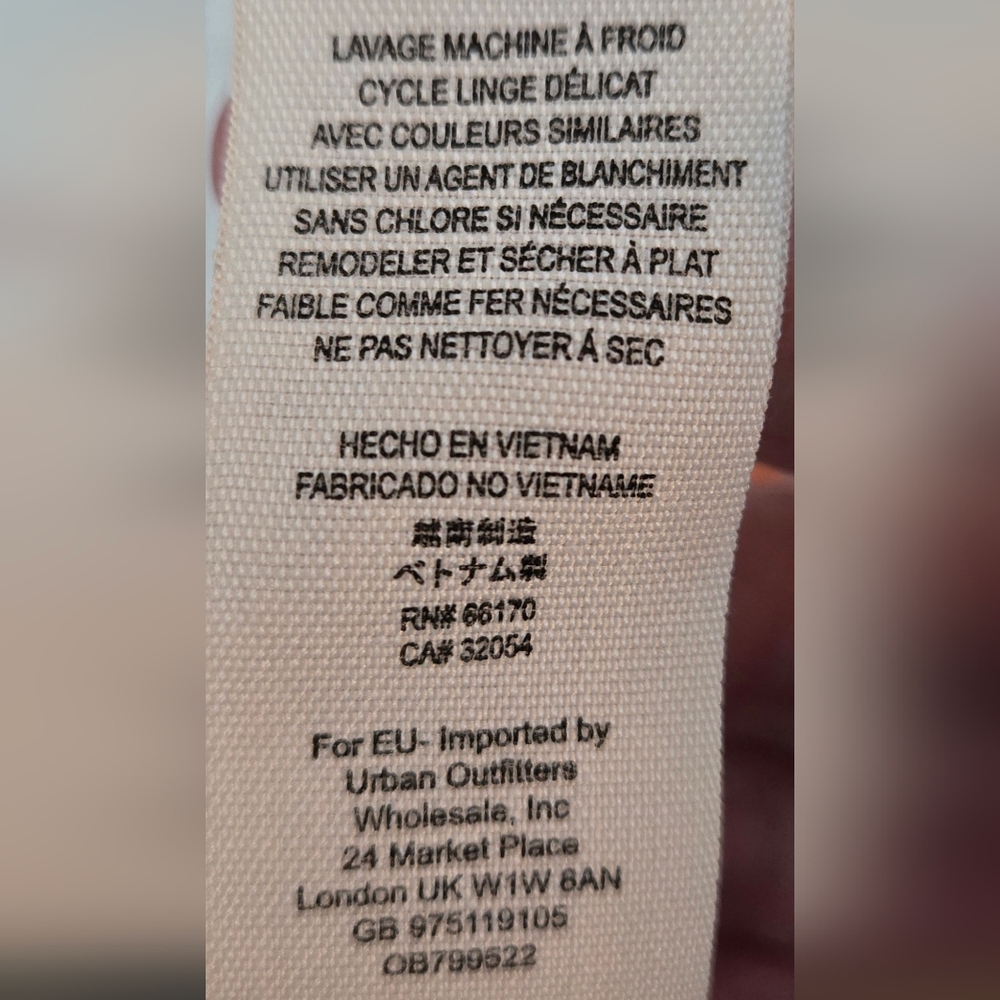 LAVAGE MACHINE À FROID
CYCLE LINGE DÉLICAT
AVEC COULEURS SIMILAIRES
UTILISER UN AGENT DE BLANCHIMENT
SANS CHLORE SI NÉCESSAIRE
REMODELER ET SÉCHER À PLAT
FAIBLE COMME FER NÉCESSAIRES
NE PAS NETTOYER Á SEC
HECHO EN VIETNAM
FABRICADO NO VIETNAME
越南制造
ベトナム製
RN# 66170
CA# 32054
For EU- Imported by
Urban Outfitters
Wholesale, Inc
24 Market Place
London UK W1W 8AN
GB 975119105
OB799522